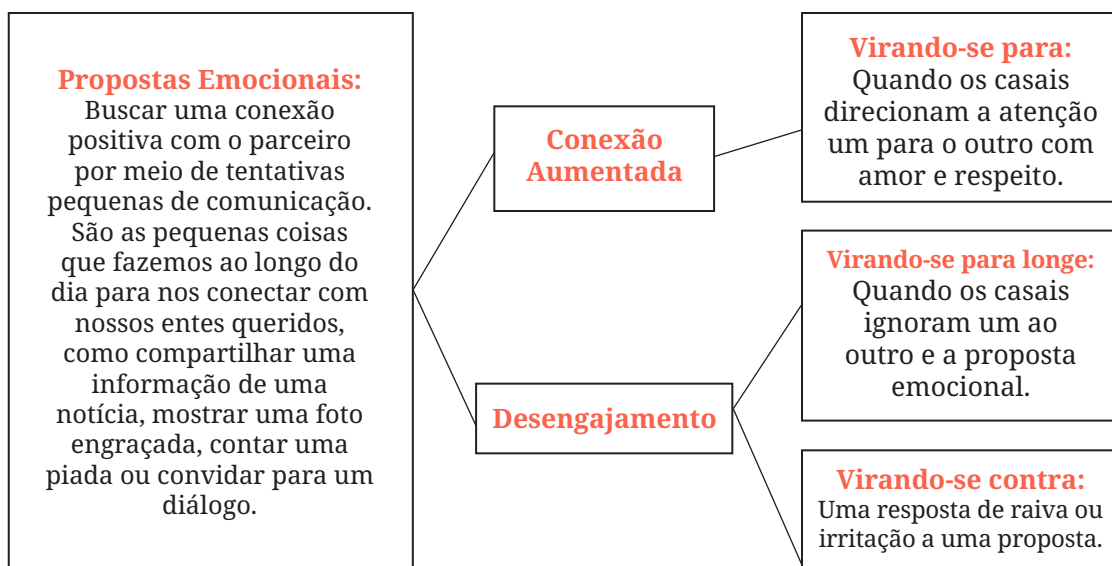 Propostas Emocionais:
Buscar uma conexão
positiva com o parceiro
por meio de tentativas
pequenas de comunicação.
São as pequenas coisas
que fazemos ao longo do
dia para nos conectar com
nossos entes queridos,
como compartilhar uma
informação de uma
notícia, mostrar uma foto
engraçada, contar uma
piada ou convidar para um
diálogo.
Conexão
Aumentada
Virando-se para:
Quando os casais
direcionam a atenção
um para o outro com
amor e respeito.
Desengajamento
Virando-se para longe:
Quando os casais
ignoram um ao
outro e a proposta
emocional.
Virando-se contra:
Uma resposta de raiva ou
irritação a uma proposta.